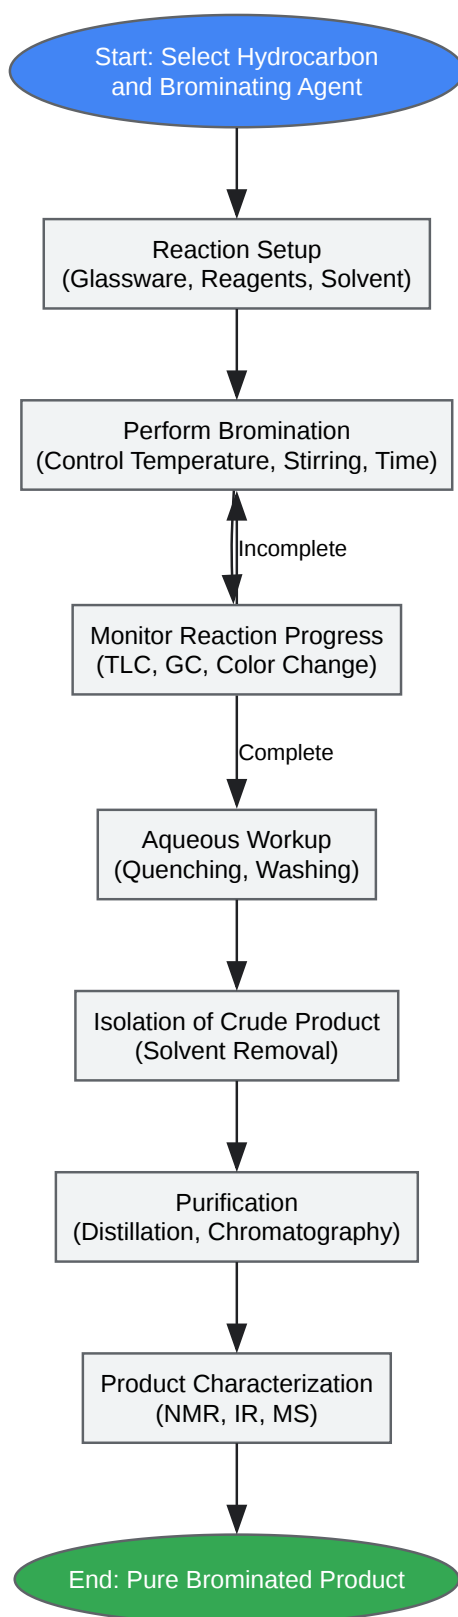 Start: Select Hydrocarbon
and Brominating Agent
Reaction Setup
(Glassware, Reagents, Solvent)
Perform Bromination
(Control Temperature, Stirring, Time)
Incomplete
Monitor Reaction Progress
(TLC, GC, Color Change)
Complete
Aqueous Workup
(Quenching, Washing)
Isolation of Crude Product
(Solvent Removal)
Purification
(Distillation, Chromatography)
Product Characterization
(NMR, IR, MS)
End: Pure Brominated Product